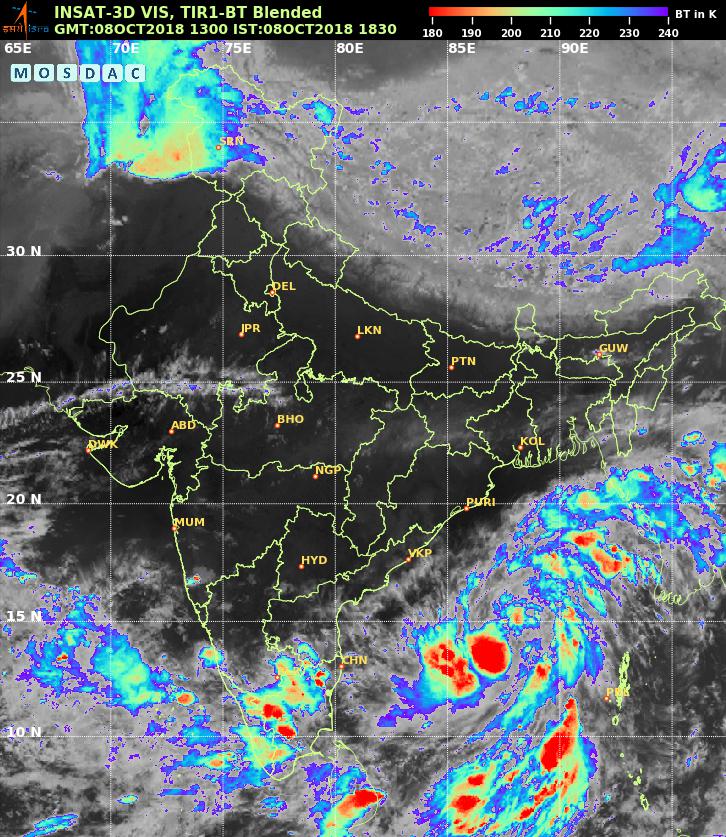 INSAT-3D VIS, TIR1-BT Blended
GMT:08OCT2018 1300 IST:08OCT2018 1830
BT in K
180 190 200 210 220 230 240
65E 70E 75E 80E 85E 90E
MOSDAC
SRN
30 N
DEL
JPR
LKN
GUW
PTN
25 N
ABD
BHO
DWK
KOL
NGP
20 N
PURI
MUM
VKP
HYD
15 N
CHN
PBL
10 N